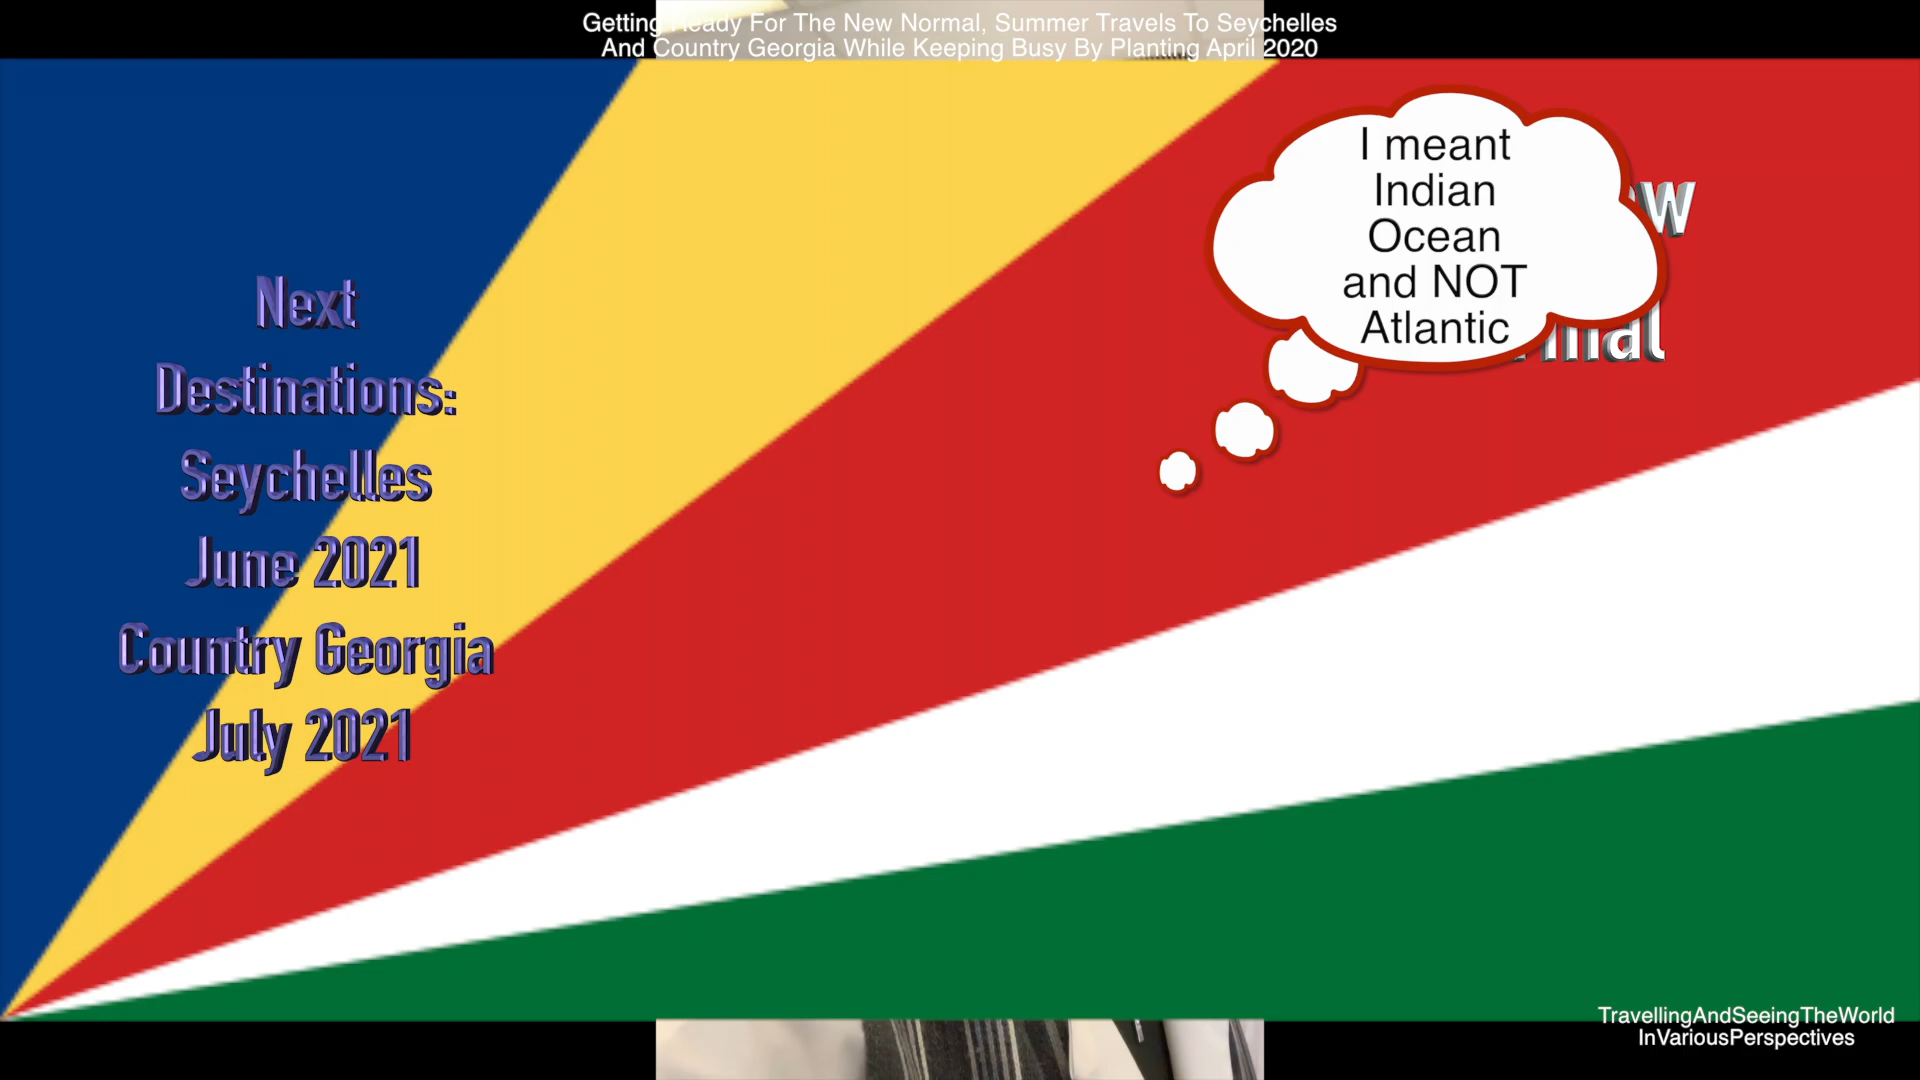 Getting Ready For The New Normal, Summer Travels To Seychelles
And Country Georgia While Keeping Busy By Planting April 2020
I meant
Indian
Ocean
and NOT
Atlantic
Next
Destinations:
Seychelles
June 2021
Country Georgia
July 2021
TravellingAndSeeingTheWorld
InVariousPerspectives